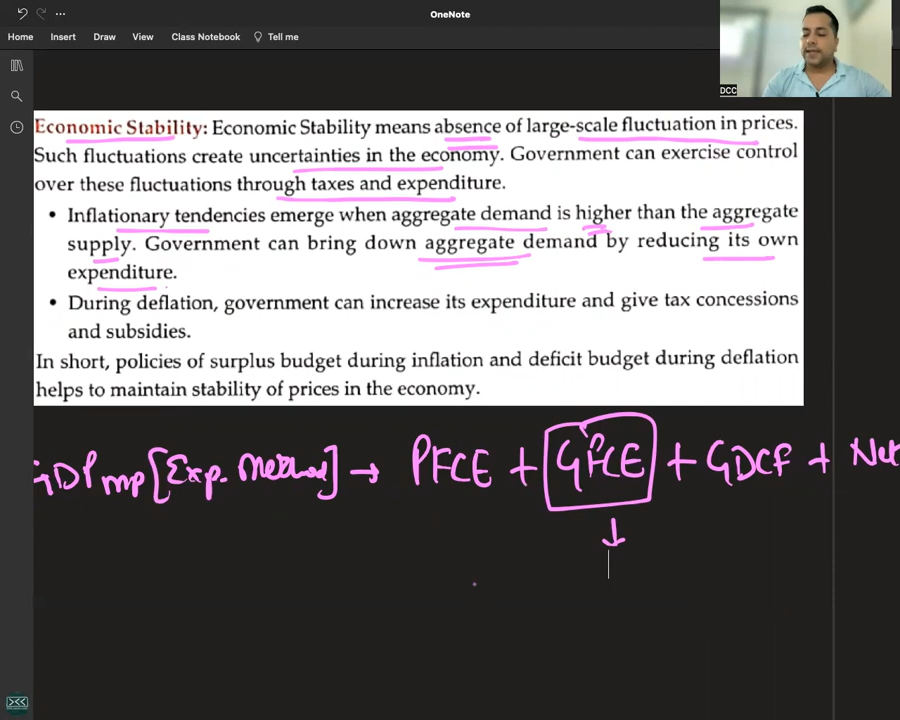 OneNote
Home Insert Draw View Class Notebook Tell me
DCC
Economic Stability: Economic Stability means absence of large-scale fluctuation in prices.
Such fluctuations create uncertainties in the economy. Government can exercise control
over these fluctuations through taxes and expenditure.
• Inflationary tendencies emerge when aggregate demand is higher than the aggregate
supply. Government can bring down aggregate demand by reducing its own
expenditure.
• During deflation, government can increase its expenditure and give tax concessions
and subsidies.
In short, policies of surplus budget during inflation and deficit budget during deflation
helps to maintain stability of prices in the economy.
GDPmp [Exp. Method] → PFCE + GFCE + GDCF + Net
↓